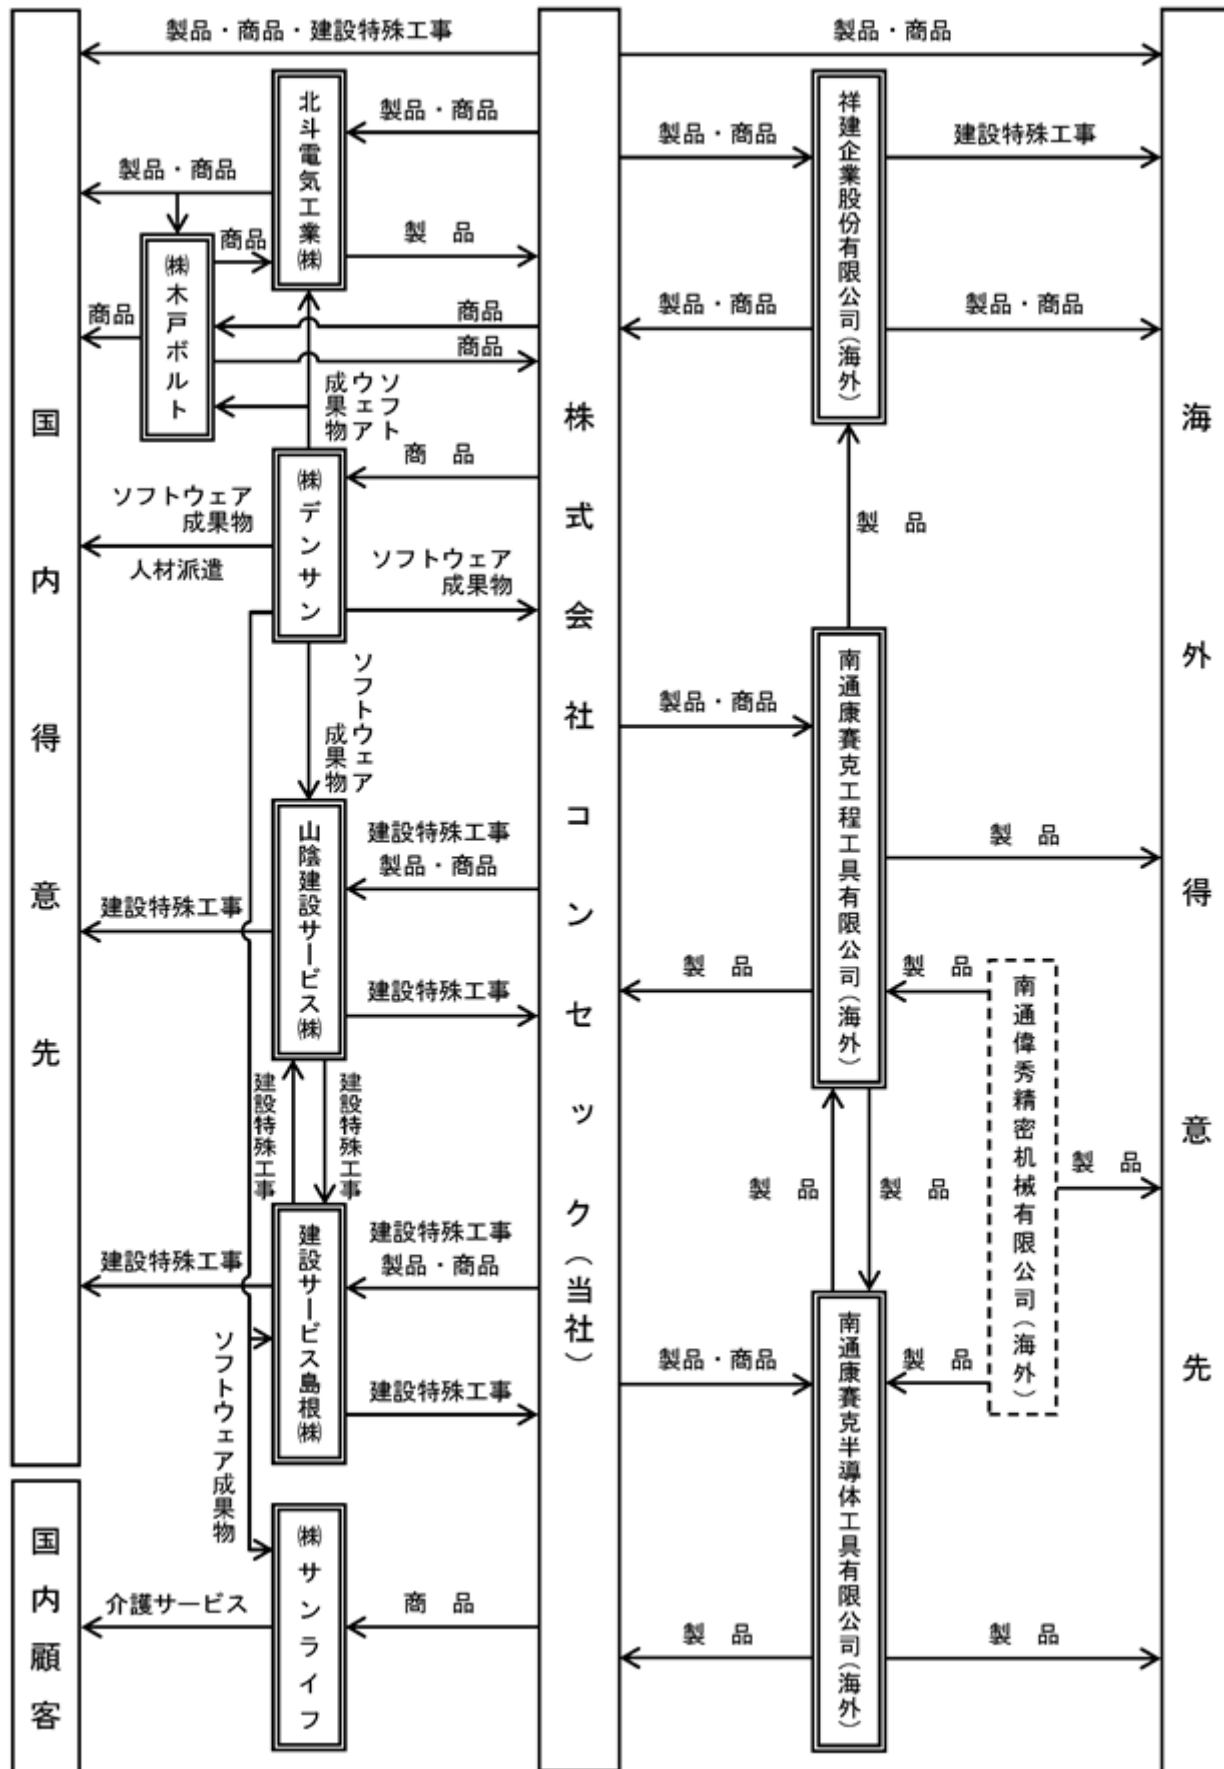 製品・商品・建設特殊工事
製品・商品
北斗電気工業㈱
製品・商品
製品・商品
製　品
商品
㈱木戸ボルト
商品
商品
商品
ソフトウェア
成果物
㈱デンサン
商　品
ソフトウェア
成果物
人材派遣
ソフトウェア
成果物
ソフトウェア
成果物
山陰建設サービス㈱
建設特殊工事
製品・商品
建設特殊工事
建設特殊工事
建設特殊工事
建設特殊工事
建設サービス島根㈱
建設特殊工事
建設特殊工事
製品・商品
建設特殊工事
ソフトウェア成果物
㈱サンライフ
介護サービス
商　品
国内得意先
国内顧客
株式会社コンセック（当社）
祥建企業股份有限公司（海外）
製品・商品
建設特殊工事
製品・商品
製品・商品
製　品
南通康賽克工程工具有限公司（海外）
製品・商品
製　品
製　品
製　品
南通偉秀精密机械有限公司（海外）
製　品
製　品
製　品
製　品
南通康賽克半導体工具有限公司（海外）
製品・商品
製　品
製　品
海外得意先